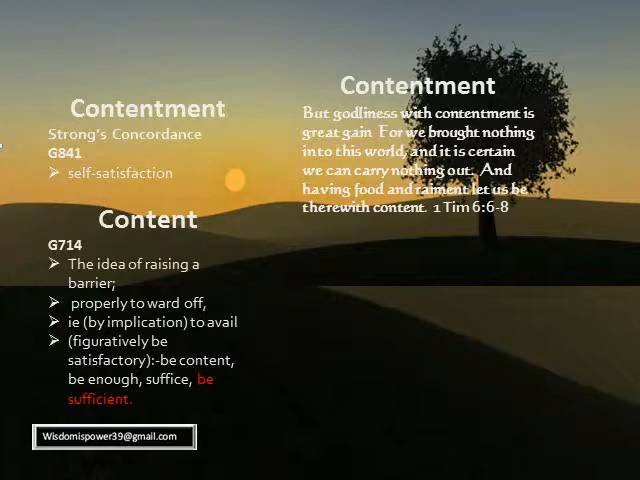 Contentment
Strong's Concordance
G841
➢ self-satisfaction
Content
G714
➢ The idea of raising a
barrier;
➢ properly to ward off,
➢ ie (by implication) to avail
➢ (figuratively be
satisfactory):-be content,
be enough, suffice, be
sufficient.
Contentment
But godliness with contentment is
great gain For we brought nothing
into this world, and it is certain
we can carry nothing out. And
having food and raiment let us be
therewith content. 1 Tim 6:6-8
Wisdomispower39@gmail.com